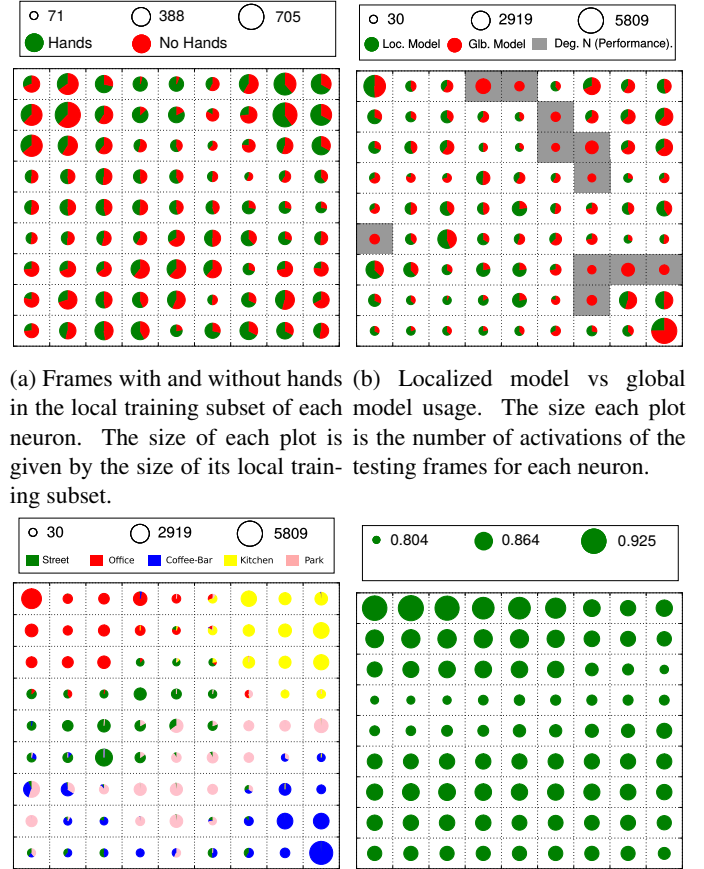 71 388 705
Hands No Hands
30 2919 5809
Loc. Model Glb. Model Deg. N (Performance).
(a) Frames with and without hands
in the local training subset of each
neuron. The size of each plot is
given by the size of its local train-
ing subset.
(b) Localized model vs global
model usage. The size each plot
is the number of activations of the
testing frames for each neuron.
30 2919 5809
Street Office Coffee-Bar Kitchen Park
0.804 0.864 0.925